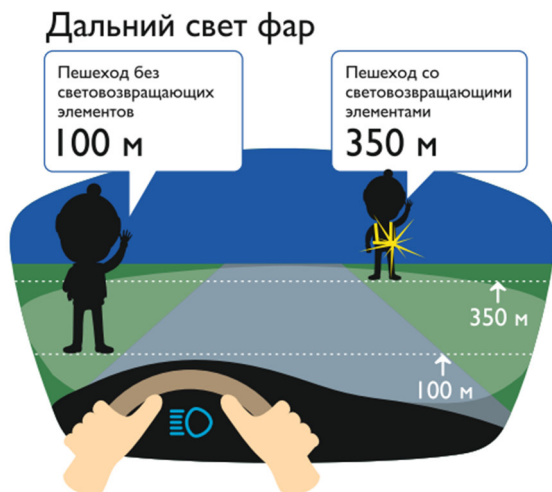 Дальний свет фар
Пешеход без
световозвращающих
элементов
100 м
Пешеход со
световозвращающими
элементами
350 м
350 м
100 м